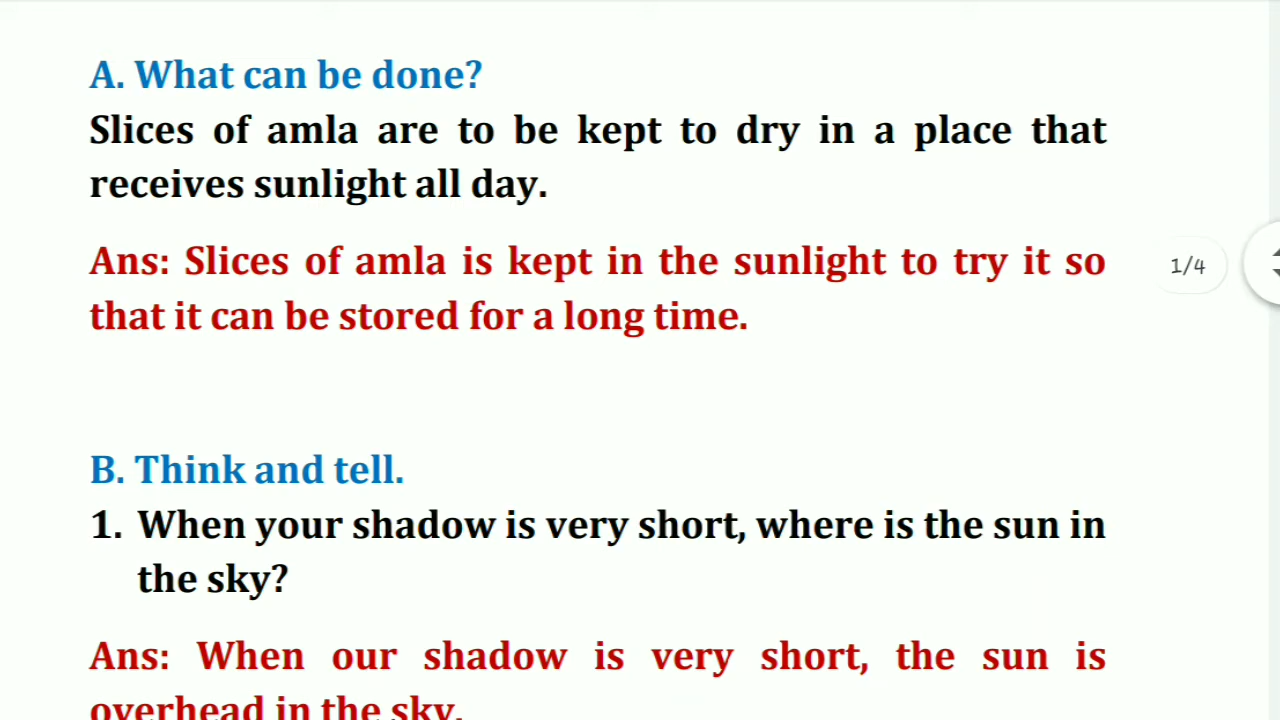 A. What can be done?
Slices of amla are to be kept to dry in a place that
receives sunlight all day.
Ans: Slices of amla is kept in the sunlight to try it so
that it can be stored for a long time.
1/4
B. Think and tell.
1. When your shadow is very short, where is the sun in
the sky?
Ans: When our shadow is very short, the sun is
overhead in the sky.